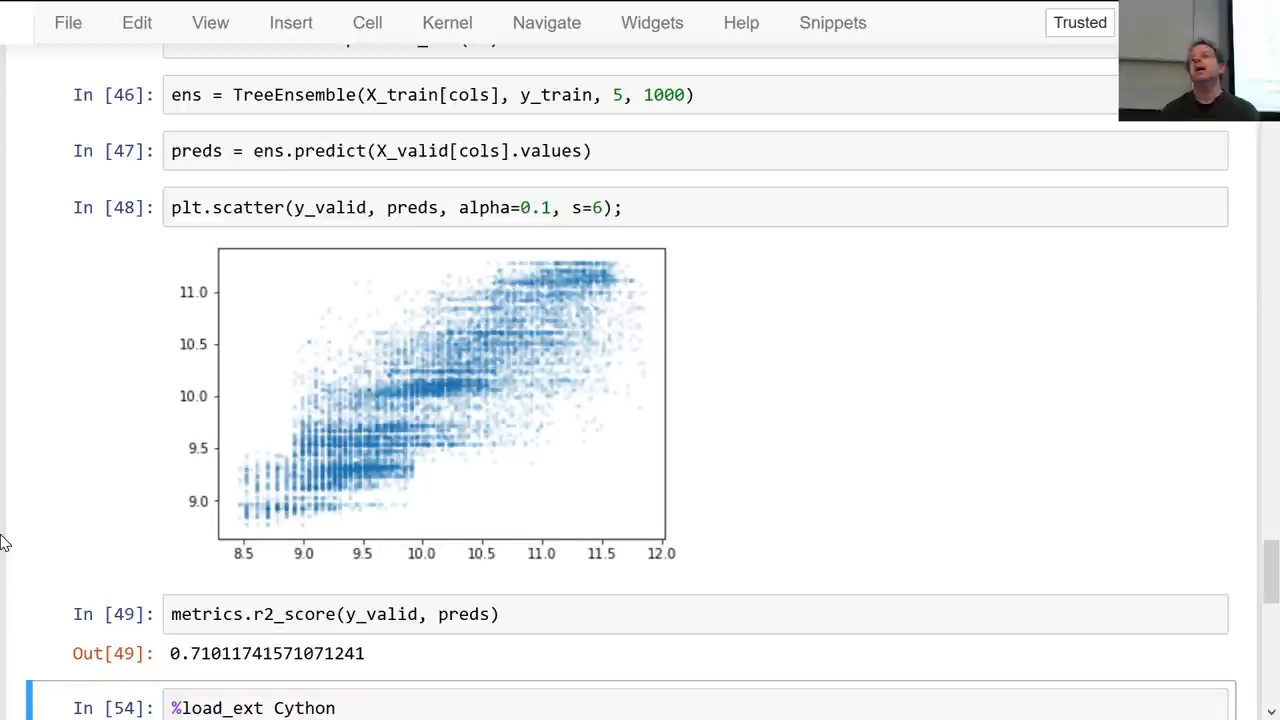 File Edit View Insert Cell Kernel Navigate Widgets Help Snippets Trusted
In [46]: ens = TreeEnsemble(X_train[cols], y_train, 5, 1000)
In [47]: preds = ens.predict(X_valid[cols].values)
In [48]: plt.scatter(y_valid, preds, alpha=0.1, s=6);
11.0
10.5
10.0
9.5
9.0
8.5 9.0 9.5 10.0 10.5 11.0 11.5 12.0
In [49]: metrics.r2_score(y_valid, preds)
Out[49]: 0.71011741571071241
In [54]: %load_ext Cython